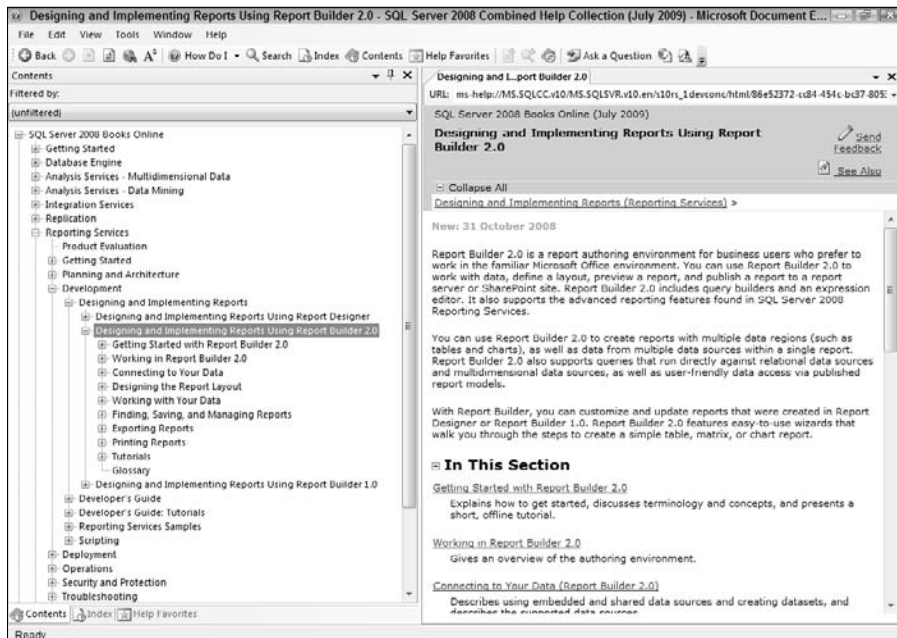 Designing and Implementing Reports Using Report Builder 2.0 - SQL Server 2008 Combined Help Collection (July 2009) - Microsoft Document E...
File Edit View Tools Window Help
Back How Do I Search Index Contents Help Favorites Ask a Question
Contents
Filtered by:
(unfiltered)
SQL Server 2008 Books Online
Getting Started
Database Engine
Analysis Services - Multidimensional Data
Analysis Services - Data Mining
Integration Services
Replication
Reporting Services
Product Evaluation
Getting Started
Planning and Architecture
Development
Designing and Implementing Reports
Designing and Implementing Reports Using Report Designer
Designing and Implementing Reports Using Report Builder 2.0
Getting Started with Report Builder 2.0
Working in Report Builder 2.0
Connecting to Your Data
Designing the Report Layout
Working with Your Data
Finding, Saving, and Managing Reports
Exporting Reports
Printing Reports
Tutorials
Glossary
Designing and Implementing Reports Using Report Builder 1.0
Developer's Guide
Developer's Guide: Tutorials
Reporting Services Samples
Scripting
Deployment
Operations
Security and Protection
Troubleshooting
Contents Index Help Favorites
Ready
Designing and I...port Builder 2.0
URL: ms-help://MS.SQLCC.v10/MS.SQLSVR.v10.en/s10rs_1devconc/html/86e52372-cc84-454c-bc37-805
SQL Server 2008 Books Online (July 2009)
Designing and Implementing Reports Using Report
Builder 2.0
Send
Feedback
See Also
Collapse All
Designing and Implementing Reports (Reporting Services) >
New: 31 October 2008
Report Builder 2.0 is a report authoring environment for business users who prefer to
work in the familiar Microsoft Office environment. You can use Report Builder 2.0 to
work with data, define a layout, preview a report, and publish a report to a report
server or SharePoint site. Report Builder 2.0 includes query builders and an expression
editor. It also supports the advanced reporting features found in SQL Server 2008
Reporting Services.
You can use Report Builder 2.0 to create reports with multiple data regions (such as
tables and charts), as well as data from multiple data sources within a single report.
Report Builder 2.0 also supports queries that run directly against relational data sources
and multidimensional data sources, as well as user-friendly data access via published
report models.
With Report Builder, you can customize and update reports that were created in Report
Designer or Report Builder 1.0. Report Builder 2.0 features easy-to-use wizards that
walk you through the steps to create a simple table, matrix, or chart report.
In This Section
Getting Started with Report Builder 2.0
Explains how to get started, discusses terminology and concepts, and presents a
short, offline tutorial.
Working in Report Builder 2.0
Gives an overview of the authoring environment.
Connecting to Your Data (Report Builder 2.0)
Describes using embedded and shared data sources and creating datasets, and
describes the supported data sources